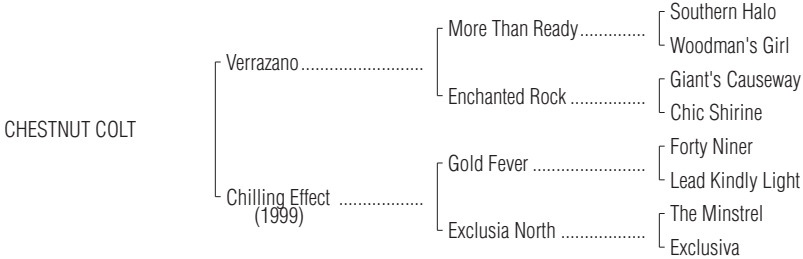 Southern Halo
More Than Ready..............
Woodman's Girl
Verrazano..........................
Giant's Causeway
Enchanted Rock ................
Chic Shirine
CHESTNUT COLT
Forty Niner
Gold Fever ........................
Lead Kindly Light
Chilling Effect ..................
(1999)
The Minstrel
Exclusia North ..................
Exclusiva